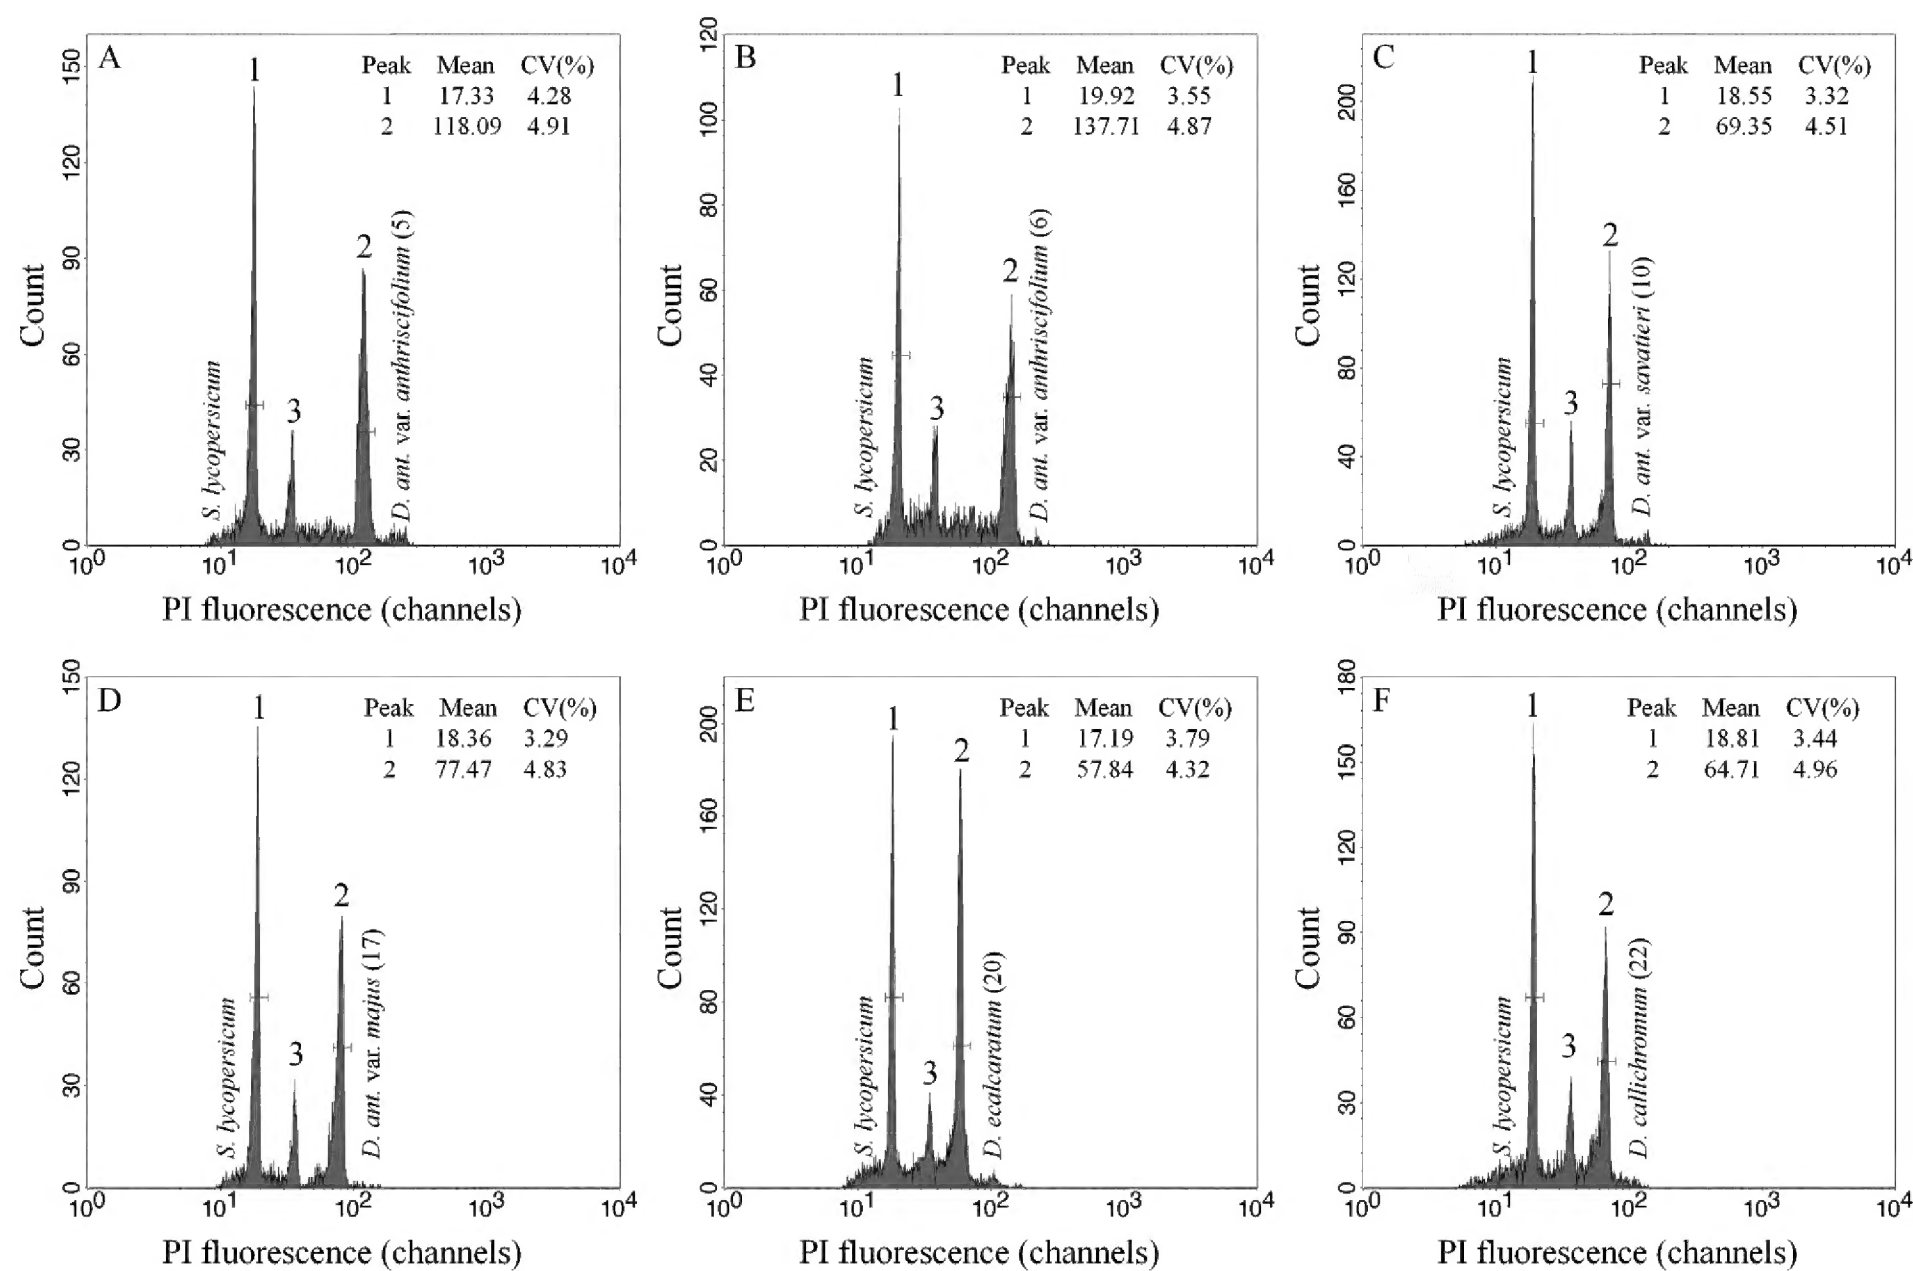 A
Peak Mean CV(%)
1 17.33 4.28
2 118.09 4.91
1
2
3
S. lycopersicum
D. ant. var. anthriscifolium (5)
Count
0 30 60 90 120 150
10^0 10^1 10^2 10^3 10^4
PI fluorescence (channels)
B
Peak Mean CV(%)
1 19.92 3.55
2 137.71 4.87
1
2
3
S. lycopersicum
D. ant. var. anthriscifolium (6)
Count
0 20 40 60 80 100 120
10^0 10^1 10^2 10^3 10^4
PI fluorescence (channels)
C
Peak Mean CV(%)
1 18.55 3.32
2 69.35 4.51
1
2
3
S. lycopersicum
D. ant. var. savatieri (10)
Count
0 40 80 120 160 200
10^0 10^1 10^2 10^3 10^4
PI fluorescence (channels)
D
Peak Mean CV(%)
1 18.36 3.29
2 77.47 4.83
1
2
3
S. lycopersicum
D. ant. var. majus (17)
Count
0 30 60 90 120 150
10^0 10^1 10^2 10^3 10^4
PI fluorescence (channels)
E
Peak Mean CV(%)
1 17.19 3.79
2 57.84 4.32
1
2
3
S. lycopersicum
D. ecalcaratum (20)
Count
0 40 80 120 160 200
10^0 10^1 10^2 10^3 10^4
PI fluorescence (channels)
F
Peak Mean CV(%)
1 18.81 3.44
2 64.71 4.96
1
2
3
S. lycopersicum
D. callichromum (22)
Count
0 30 60 90 120 150 180
10^0 10^1 10^2 10^3 10^4
PI fluorescence (channels)